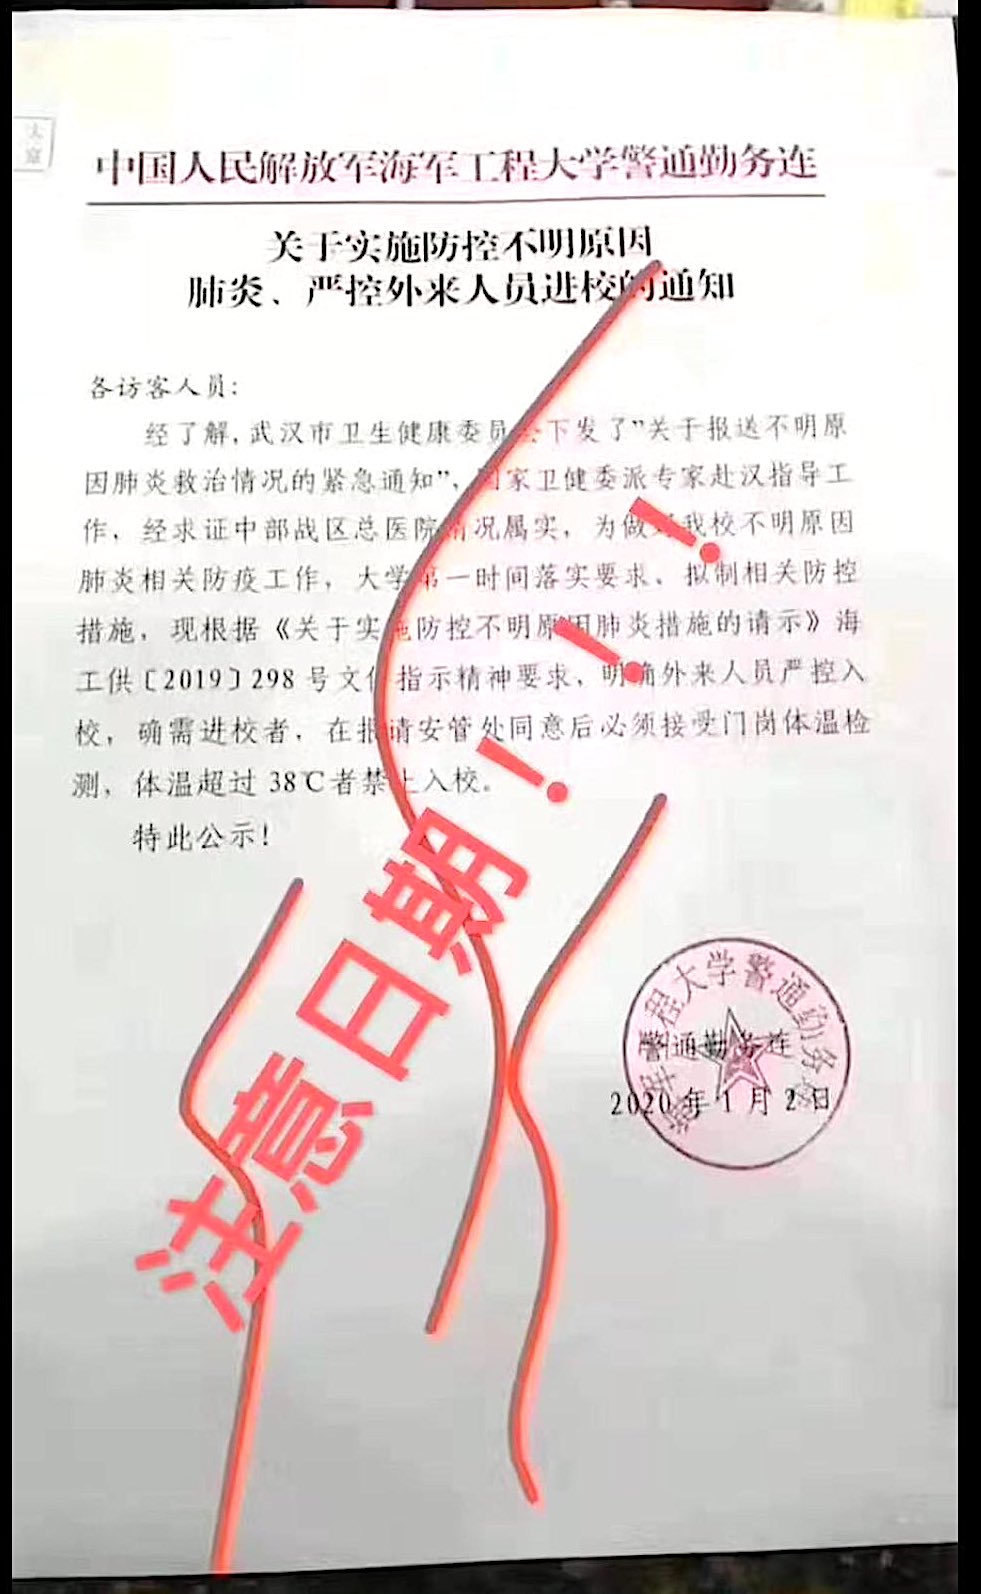 中国人民解放军海军工程大学警通勤务连
关于实施防控不明原因
肺炎、严控外来人员进校的通知
各访客人员：
经了解，武汉市卫生健康委员会下发了"关于报送不明原
因肺炎救治情况的紧急通知"，国家卫健委派专家赴汉指导工
作，经求证中部战区总医院情况属实，为做好我校不明原因
肺炎相关防疫工作，大学第一时间落实要求、拟制相关防控
措施，现根据《关于实施防控不明原因肺炎措施的请示》海
工供〔2019〕298号文件指示精神要求，明确外来人员严控入
校，确需进校者，在报请安管处同意后必须接受门岗体温检
测，体温超过38℃者禁止入校。
特此公示！
注意日期！！！
程大学警通勤务
警通勤务连
2020年1月2日